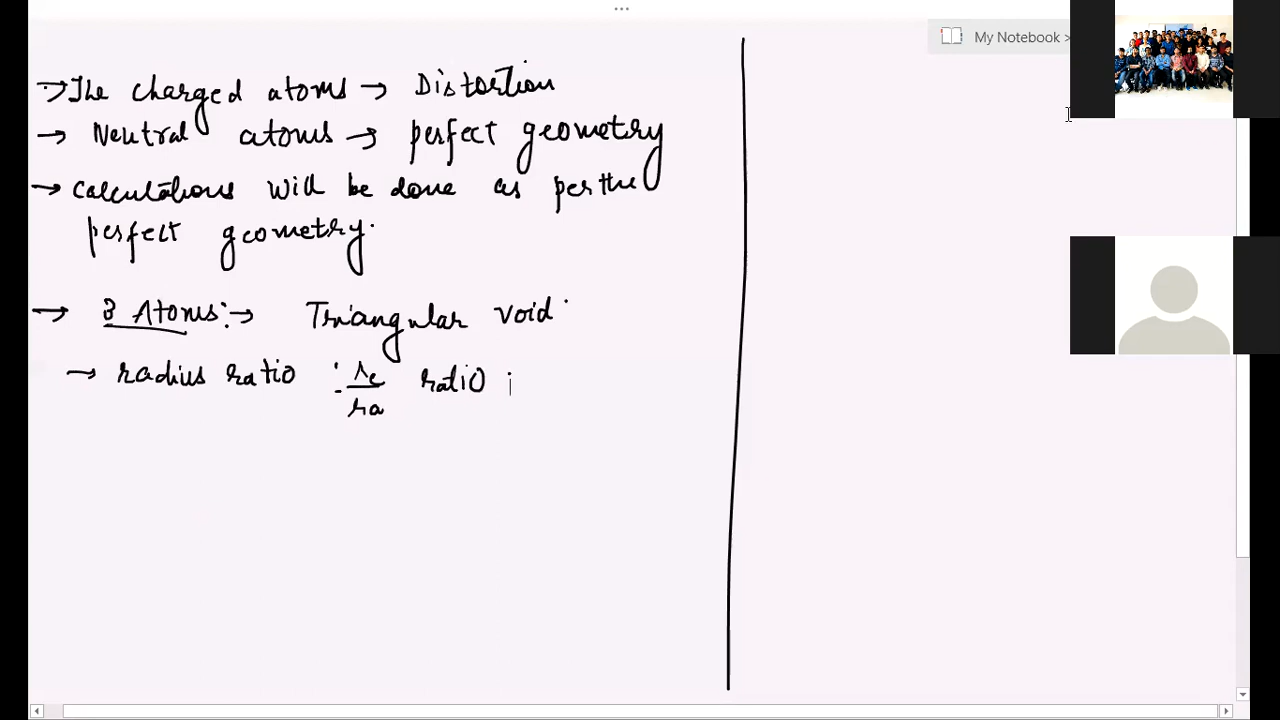 → The charged atoms → Distortion
→ Neutral atoms → perfect geometry
→ Calculations will be done as per the
perfect geometry.
→ 3 Atoms :→ Triangular void
→ radius ratio : rc/ra ratio i
My Notebook >